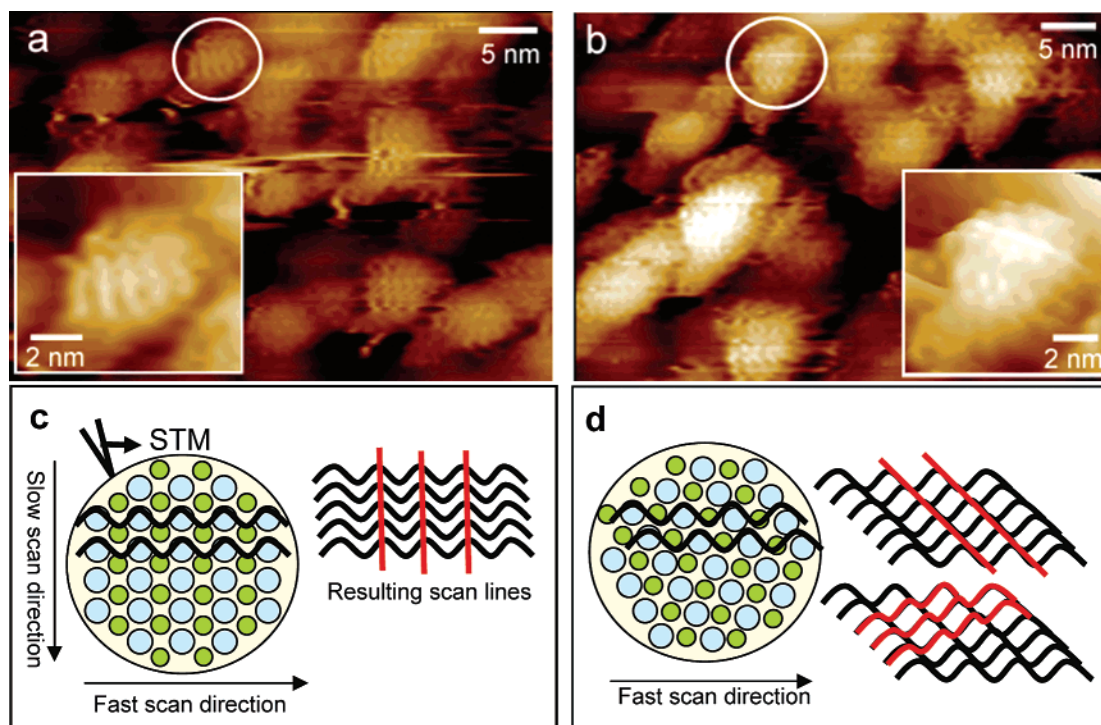 a
5 nm
2 nm
b
5 nm
2 nm
c
STM
Slow scan direction
Resulting scan lines
Fast scan direction
d
Fast scan direction